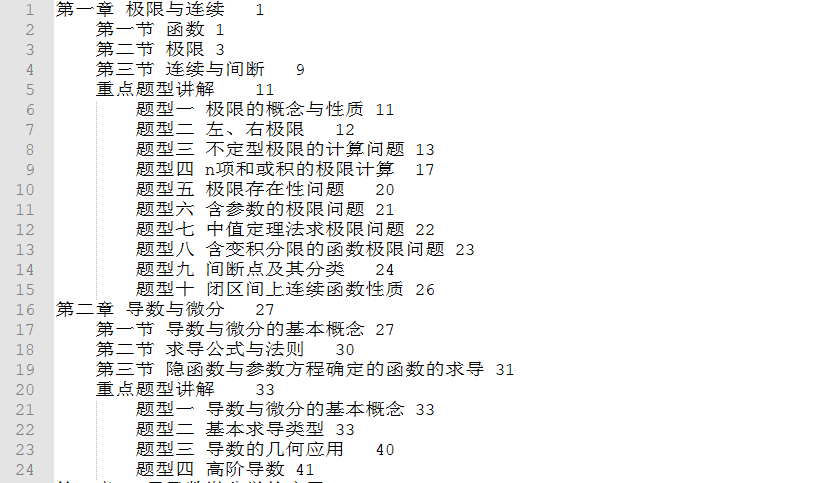 1 第一章 极限与连续 1
2 第一节 函数 1
3 第二节 极限 3
4 第三节 连续与间断 9
5 重点题型讲解 11
6 题型一 极限的概念与性质 11
7 题型二 左、右极限 12
8 题型三 不定型极限的计算问题 13
9 题型四 n项和或积的极限计算 17
10 题型五 极限存在性问题 20
11 题型六 含参数的极限问题 21
12 题型七 中值定理法求极限问题 22
13 题型八 含变积分限的函数极限问题 23
14 题型九 间断点及其分类 24
15 题型十 闭区间上连续函数性质 26
16 第二章 导数与微分 27
17 第一节 导数与微分的基本概念 27
18 第二节 求导公式与法则 30
19 第三节 隐函数与参数方程确定的函数的求导 31
20 重点题型讲解 33
21 题型一 导数与微分的基本概念 33
22 题型二 基本求导类型 33
23 题型三 导数的几何应用 40
24 题型四 高阶导数 41